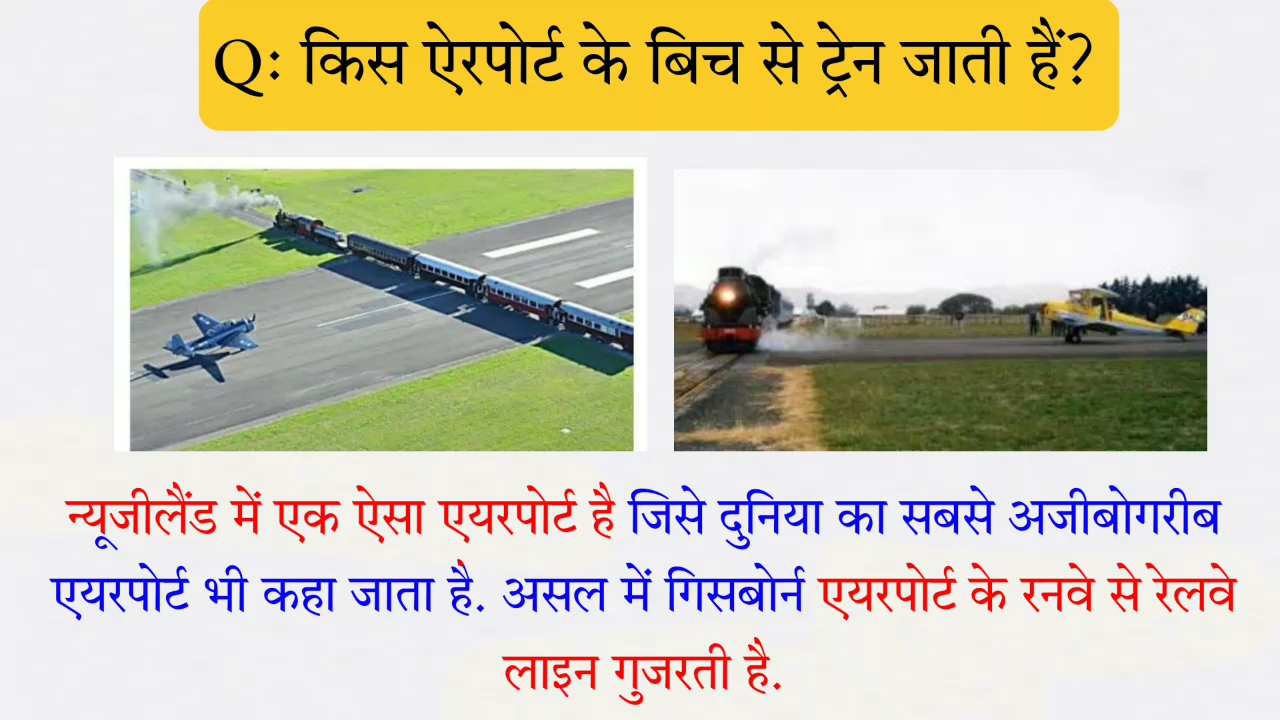 Q: किस ऐरपोर्ट के बिच से ट्रेन जाती हैं?
न्यूजीलैंड में एक ऐसा एयरपोर्ट है जिसे दुनिया का सबसे अजीबोगरीब
एयरपोर्ट भी कहा जाता है. असल में गिसबोर्न एयरपोर्ट के रनवे से रेलवे
लाइन गुजरती है.